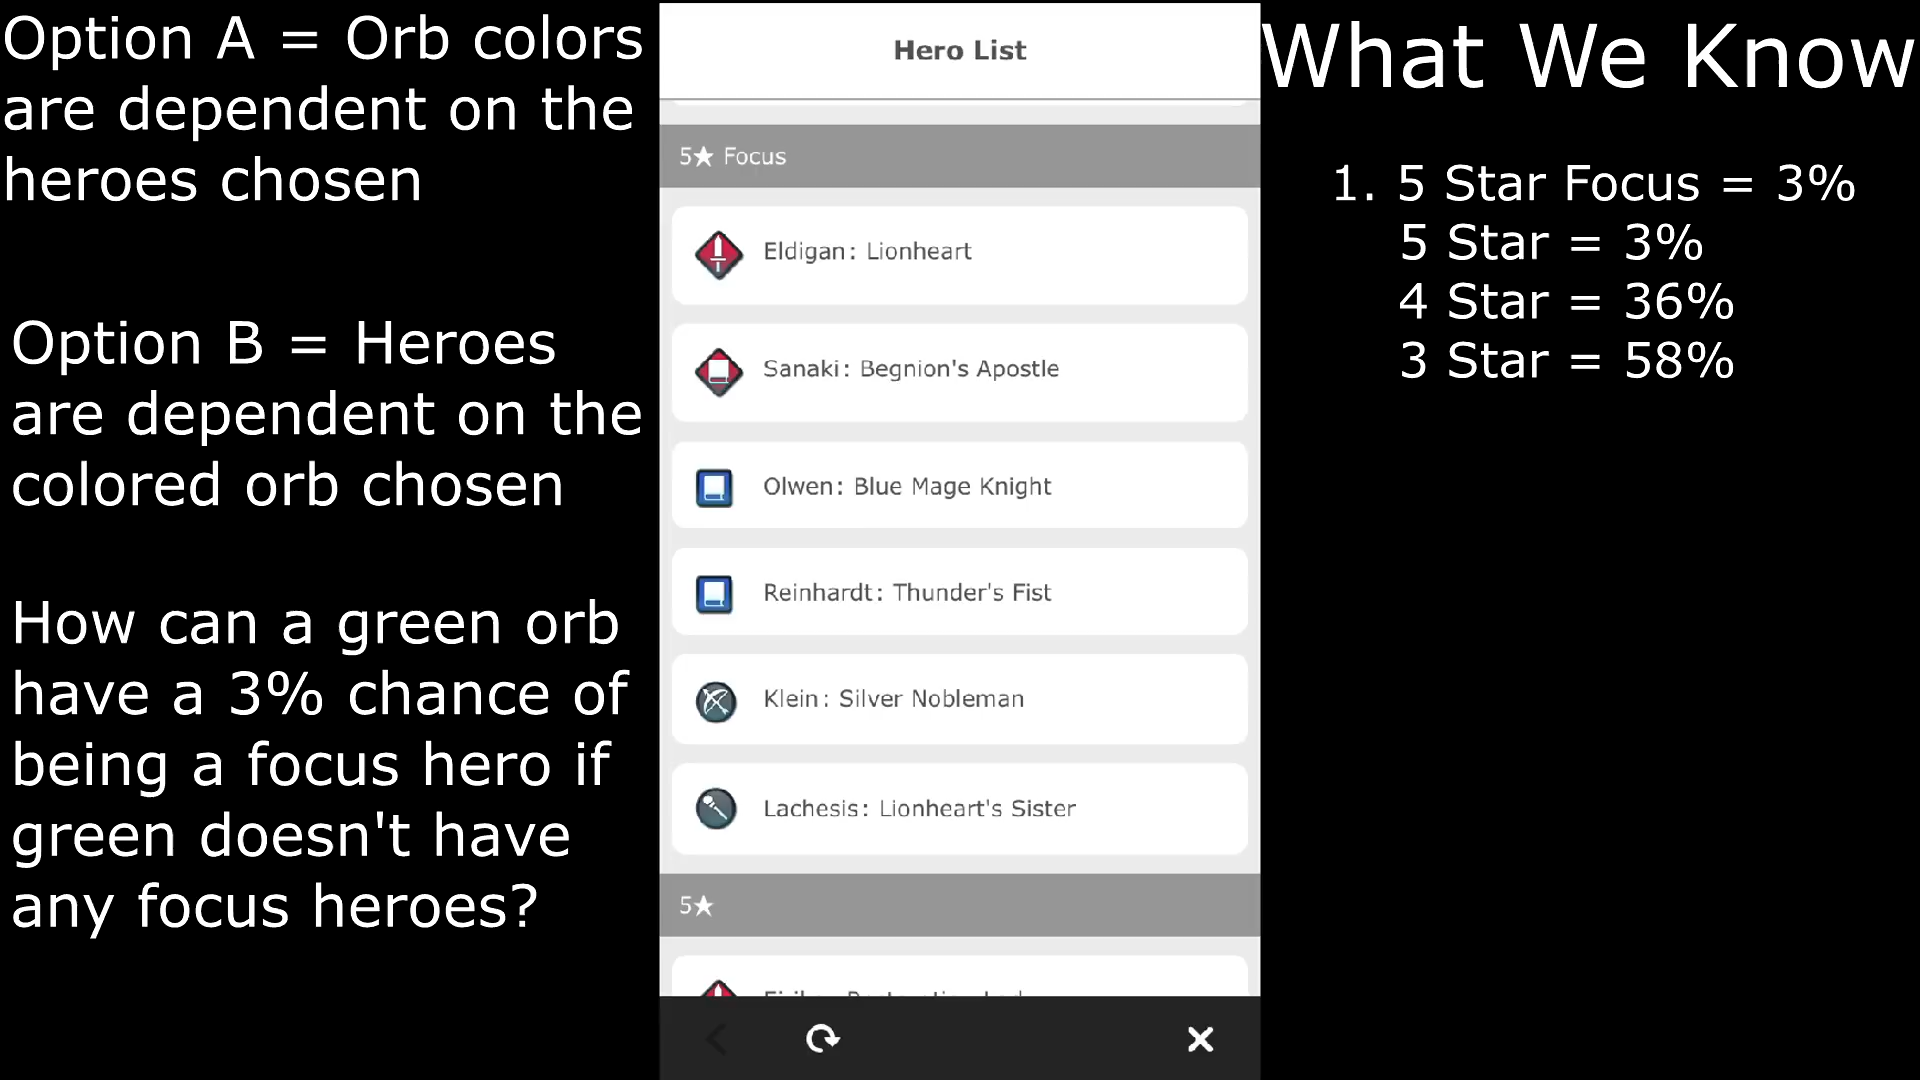 Option A = Orb colors
are dependent on the
heroes chosen
Option B = Heroes
are dependent on the
colored orb chosen
How can a green orb
have a 3% chance of
being a focus hero if
green doesn't have
any focus heroes?
Hero List
5★ Focus
Eldigan: Lionheart
Sanaki: Begnion's Apostle
Olwen: Blue Mage Knight
Reinhardt: Thunder's Fist
Klein: Silver Nobleman
Lachesis: Lionheart's Sister
5★
What We Know
1. 5 Star Focus = 3%
5 Star = 3%
4 Star = 36%
3 Star = 58%